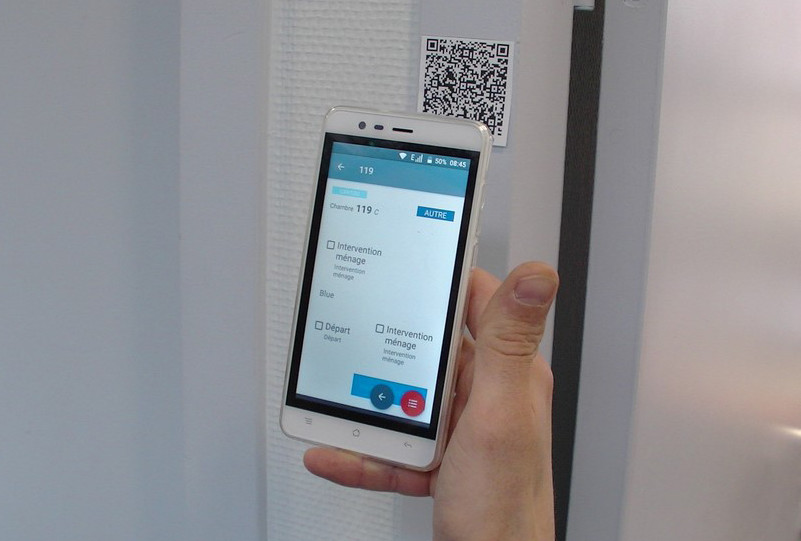 E 50% 08:45
119
Chambre 119 C
AUTRE
Intervention
ménage
Intervention
ménage
Blue
Départ
Départ
Intervention
ménage
Intervention
ménage